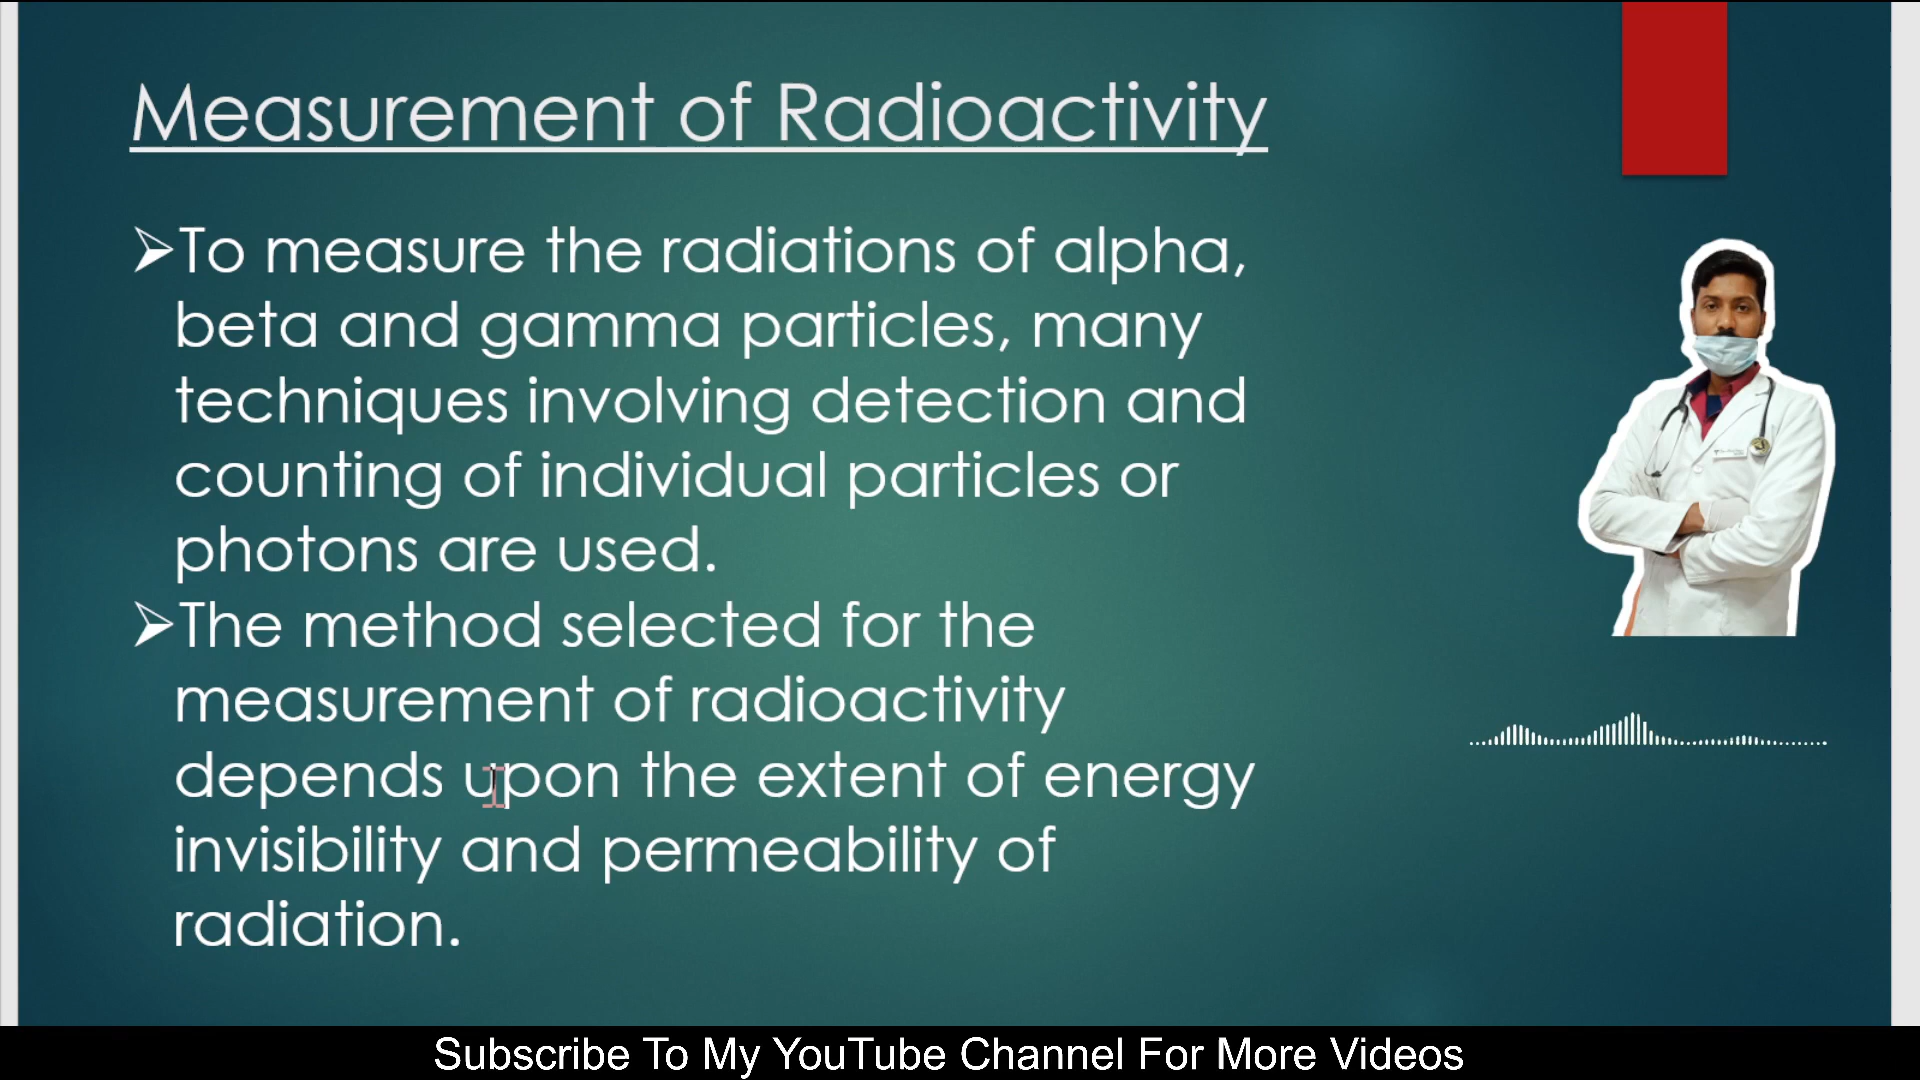 Measurement of Radioactivity
➢To measure the radiations of alpha,
beta and gamma particles, many
techniques involving detection and
counting of individual particles or
photons are used.
➢The method selected for the
measurement of radioactivity
depends upon the extent of energy
invisibility and permeability of
radiation.
Subscribe To My YouTube Channel For More Videos